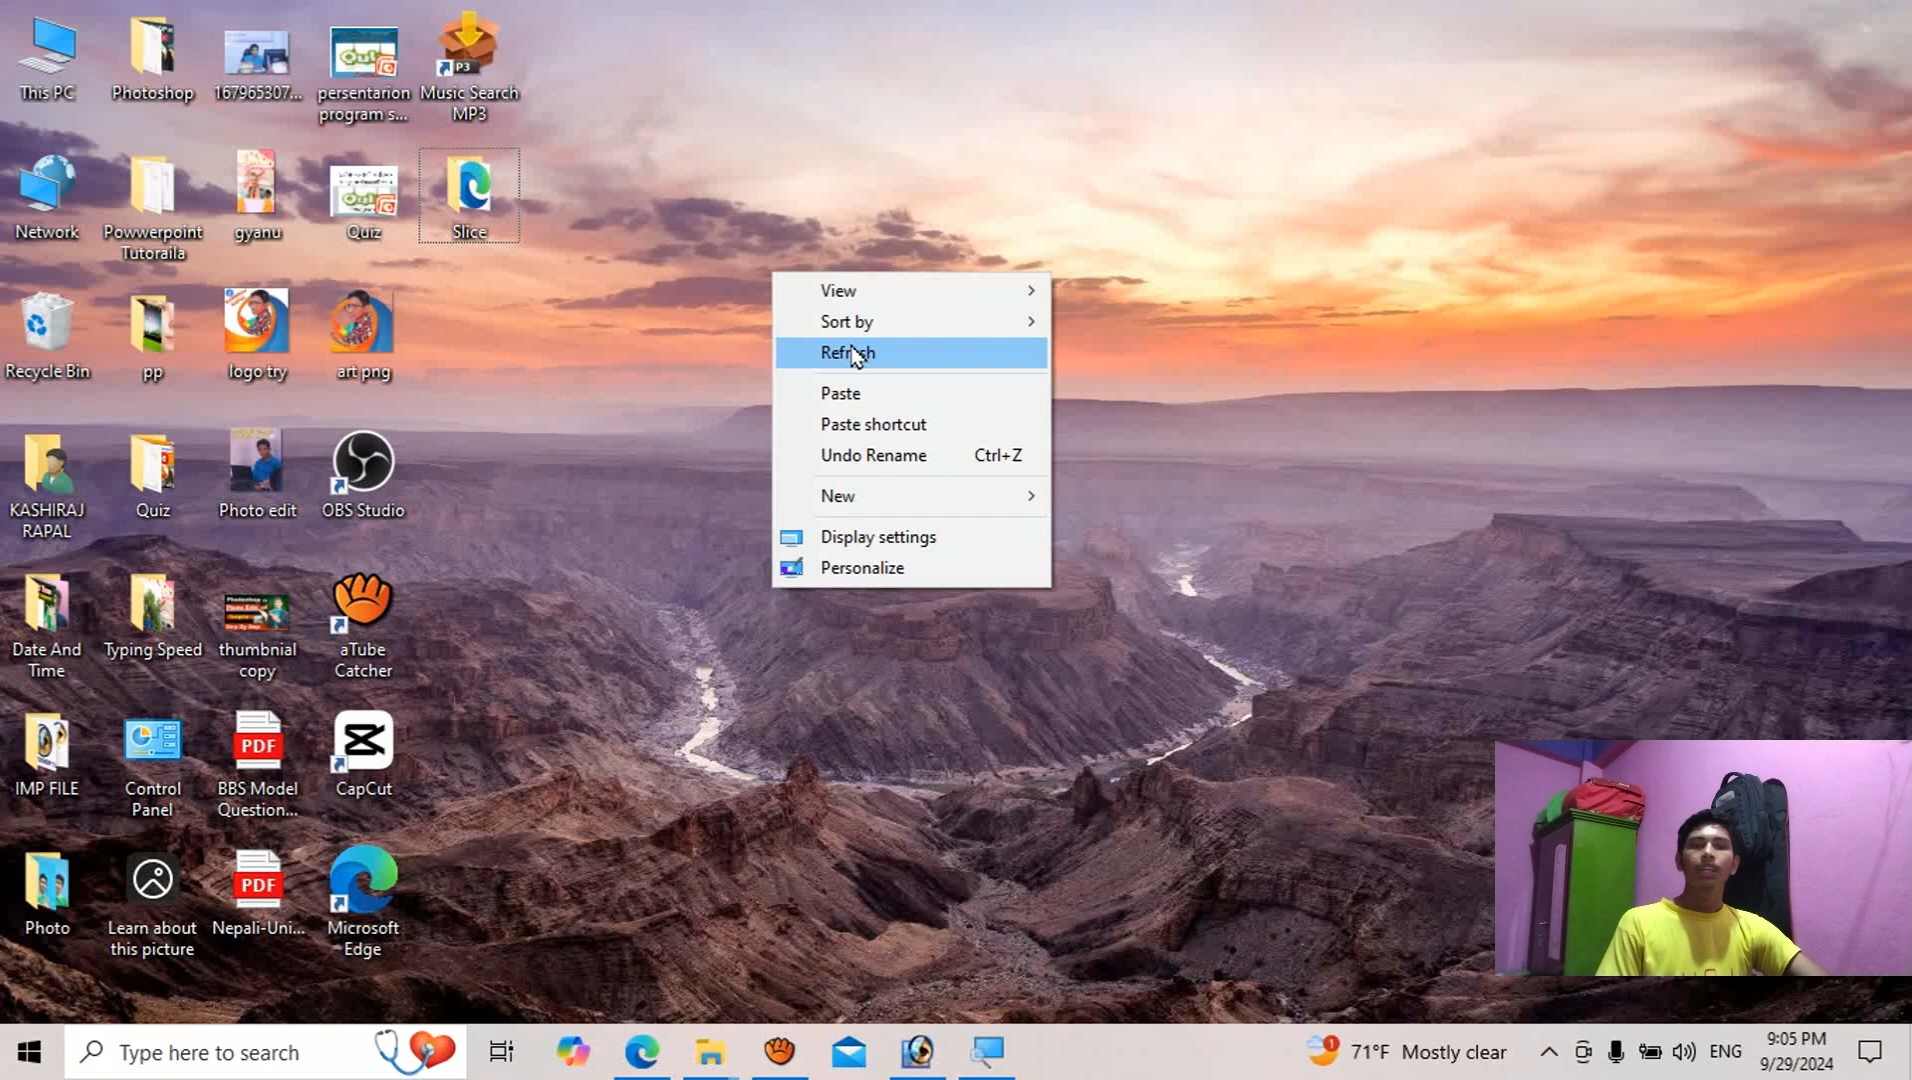 This PC
Photoshop
167965307...
persentarion
program s...
P3
Music Search
MP3
Network
Powwerpoint
Tutoraila
gyanu
Quiz
Slice
Recycle Bin
pp
logo try
art png
KASHIRAJ
RAPAL
Quiz
Photo edit
OBS Studio
Date And
Time
Typing Speed
thumbnial
copy
aTube
Catcher
IMP FILE
Control
Panel
PDF
BBS Model
Question...
CapCut
Photo
Learn about
this picture
PDF
Nepali-Uni...
Microsoft
Edge
View
Sort by
Refresh
Paste
Paste shortcut
Undo Rename Ctrl+Z
New
Display settings
Personalize
Type here to search
1
71°F Mostly clear
ENG
9:05 PM
9/29/2024